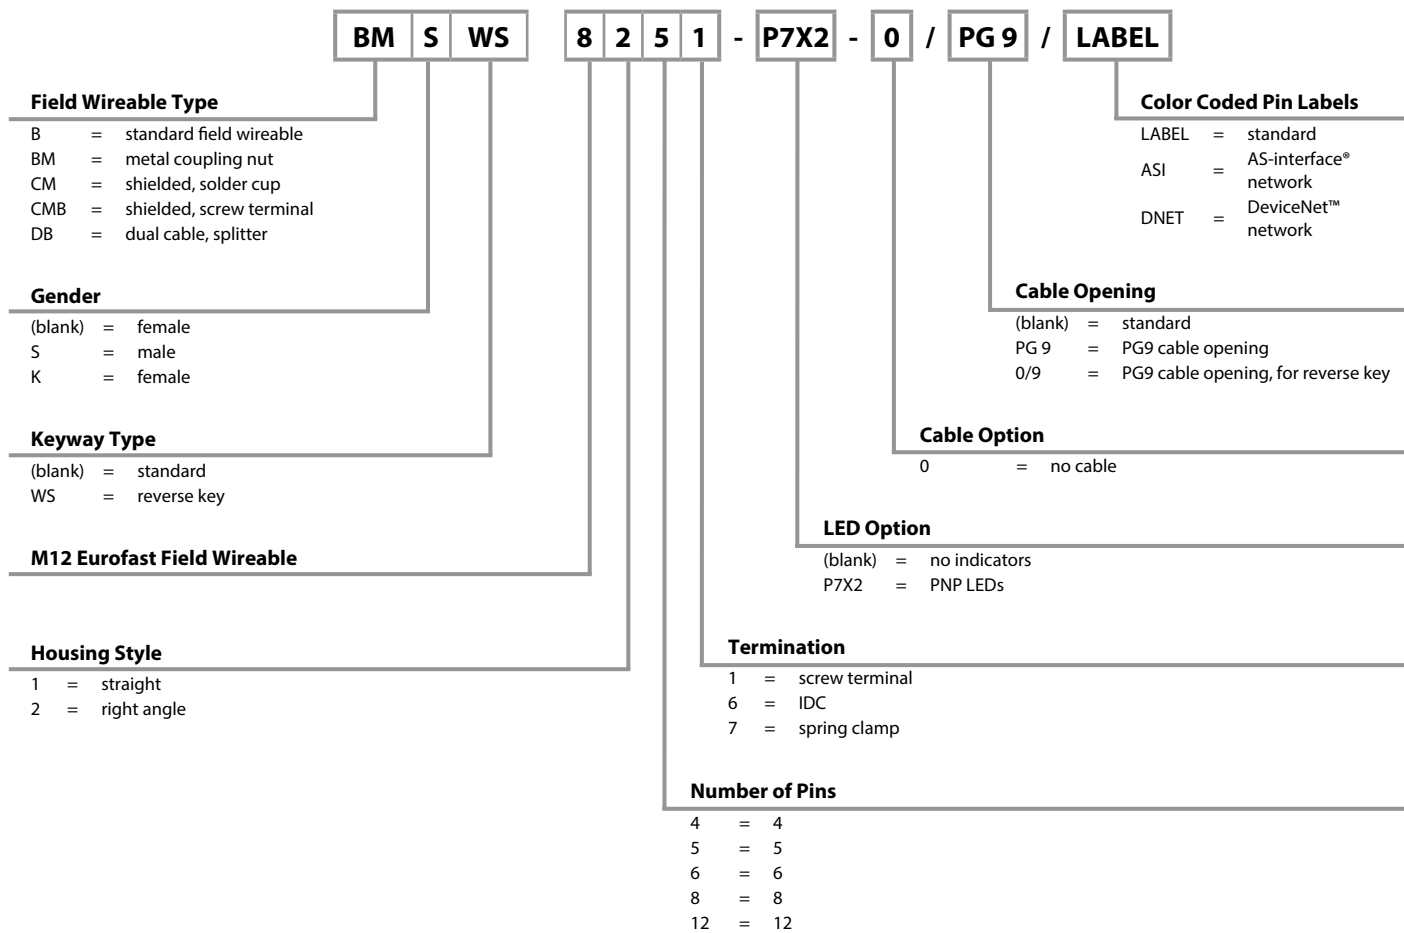 BM S WS 8 2 5 1 - P7X2 - 0 / PG 9 / LABEL
Field Wireable Type
B = standard field wireable
BM = metal coupling nut
CM = shielded, solder cup
CMB = shielded, screw terminal
DB = dual cable, splitter
Gender
(blank) = female
S = male
K = female
Keyway Type
(blank) = standard
WS = reverse key
M12 Eurofast Field Wireable
Housing Style
1 = straight
2 = right angle
Color Coded Pin Labels
LABEL = standard
ASI = AS-interface®
network
DNET = DeviceNet™
network
Cable Opening
(blank) = standard
PG 9 = PG9 cable opening
0/9 = PG9 cable opening, for reverse key
Cable Option
0 = no cable
LED Option
(blank) = no indicators
P7X2 = PNP LEDs
Termination
1 = screw terminal
6 = IDC
7 = spring clamp
Number of Pins
4 = 4
5 = 5
6 = 6
8 = 8
12 = 12